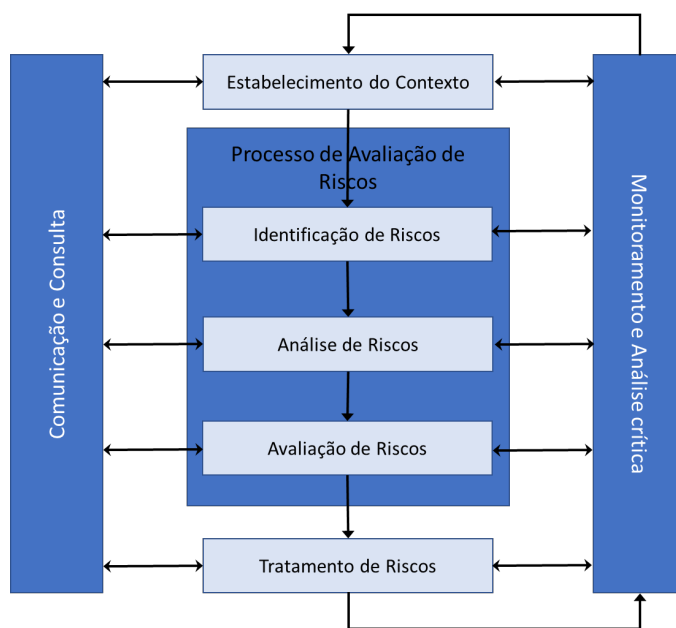 Estabelecimento do Contexto
Processo de Avaliação de
Riscos
Identificação de Riscos
Análise de Riscos
Avaliação de Riscos
Tratamento de Riscos
Comunicação e Consulta
Monitoramento e Análise crítica